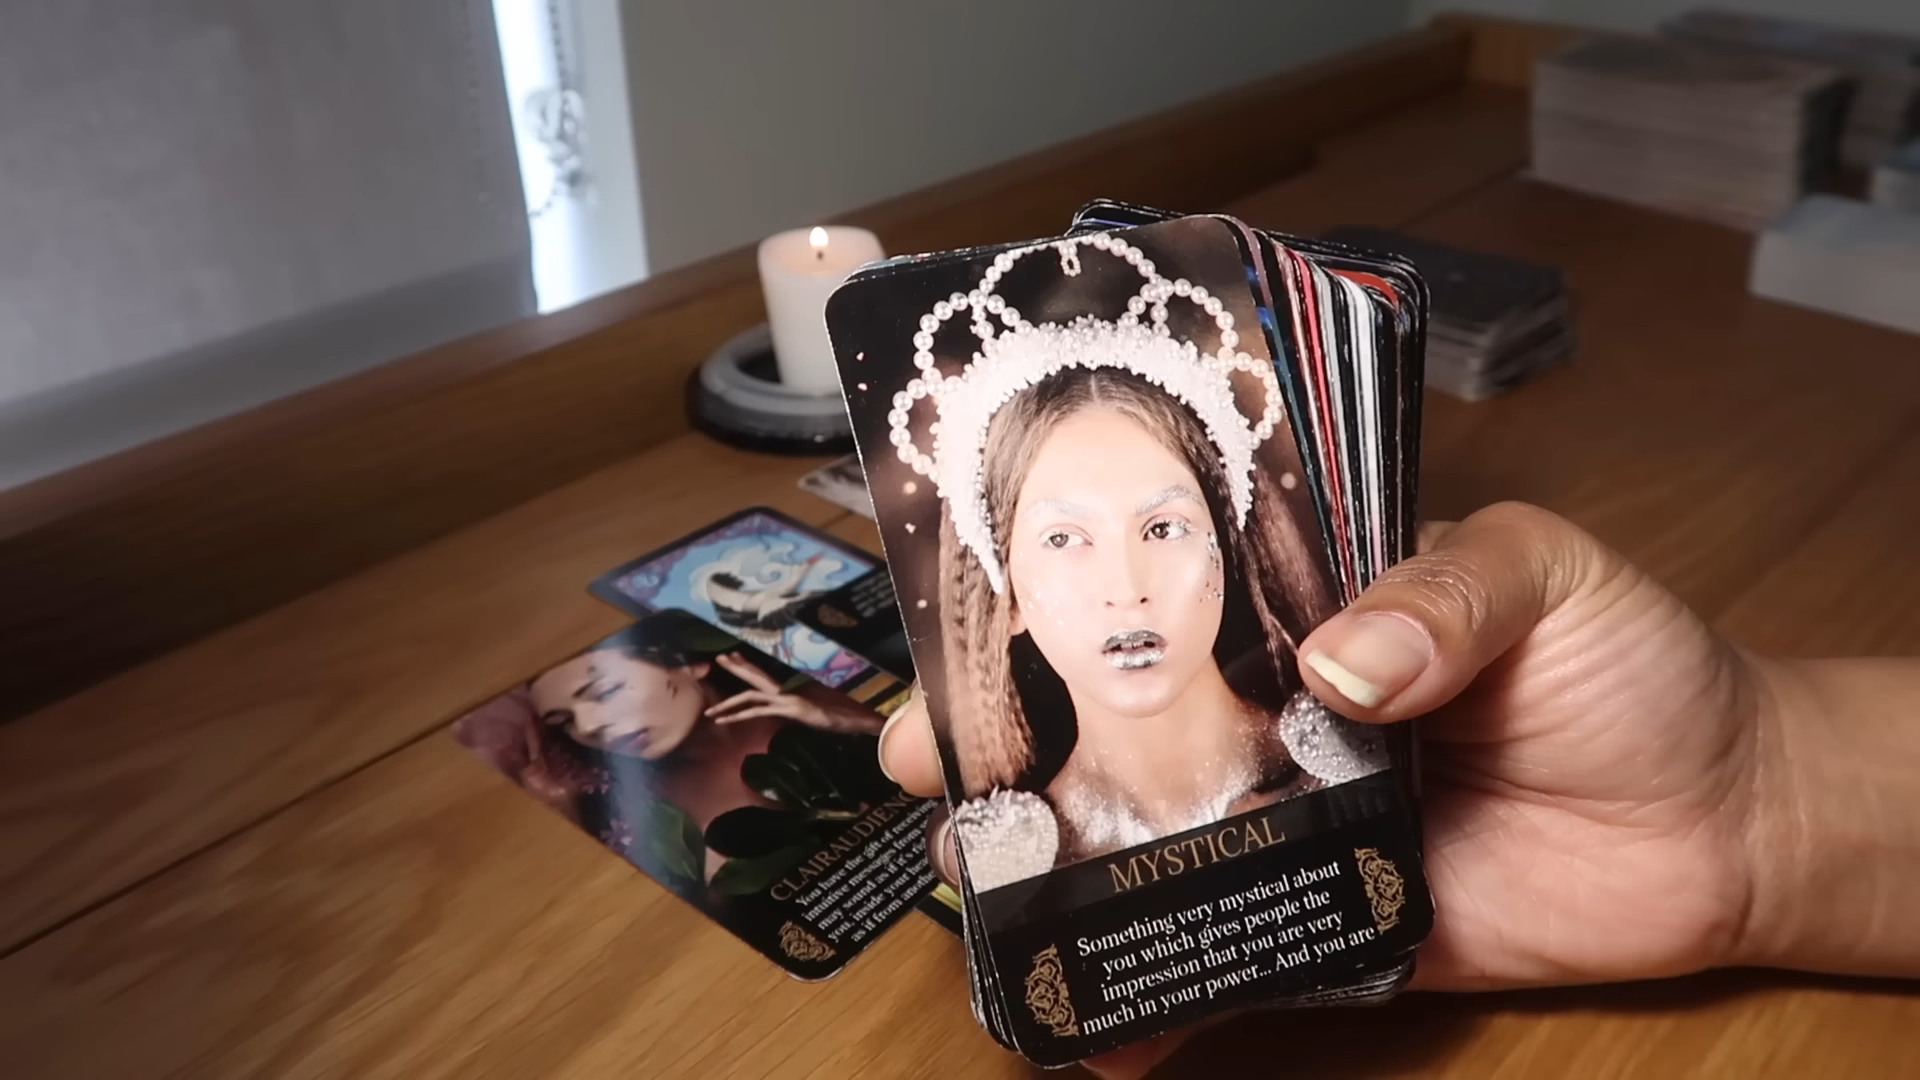 MYSTICAL
Something very mystical about
you which gives people the
impression that you are very
much in your power... And you are
CLAIRAUDIENC
You have the gift of receiving
intuitive messages from
may sound as if it's
you, inside your
as if from